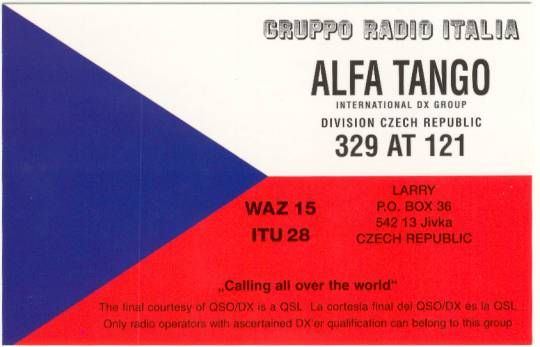 GRUPPO RADIO ITALIA
ALFA TANGO
INTERNATIONAL DX GROUP
DIVISION CZECH REPUBLIC
329 AT 121
WAZ 15
ITU 28
LARRY
P.O. BOX 36
542 13 Jivka
CZECH REPUBLIC
„Calling all over the world“
The final courtesy of QSO/DX is a QSL La cortesia final del QSO/DX es la QSL
Only radio operators with ascertained DX'er qualification can belong to this group